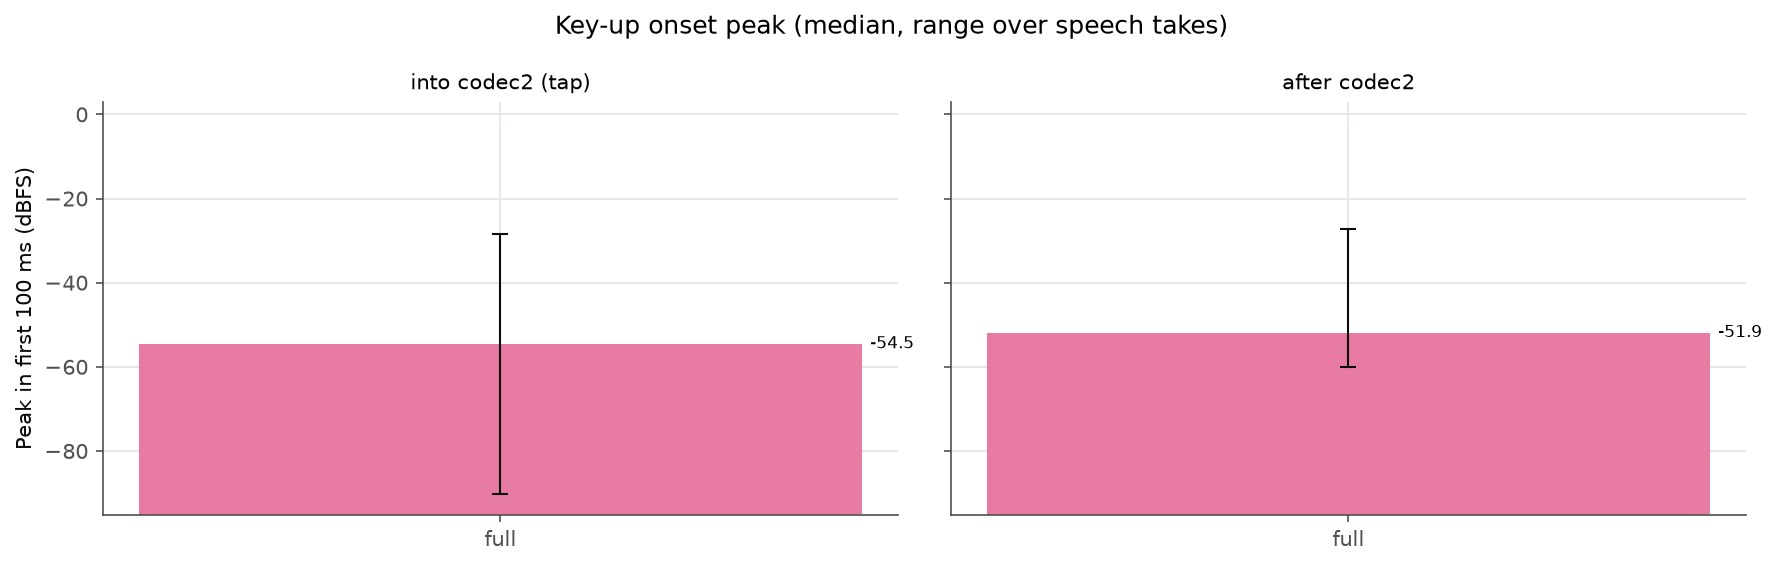 Key-up onset peak (median, range over speech takes)
into codec2 (tap)
after codec2
Peak in first 100 ms (dBFS)
0
−20
−40
−60
−80
-54.5
-51.9
full
full